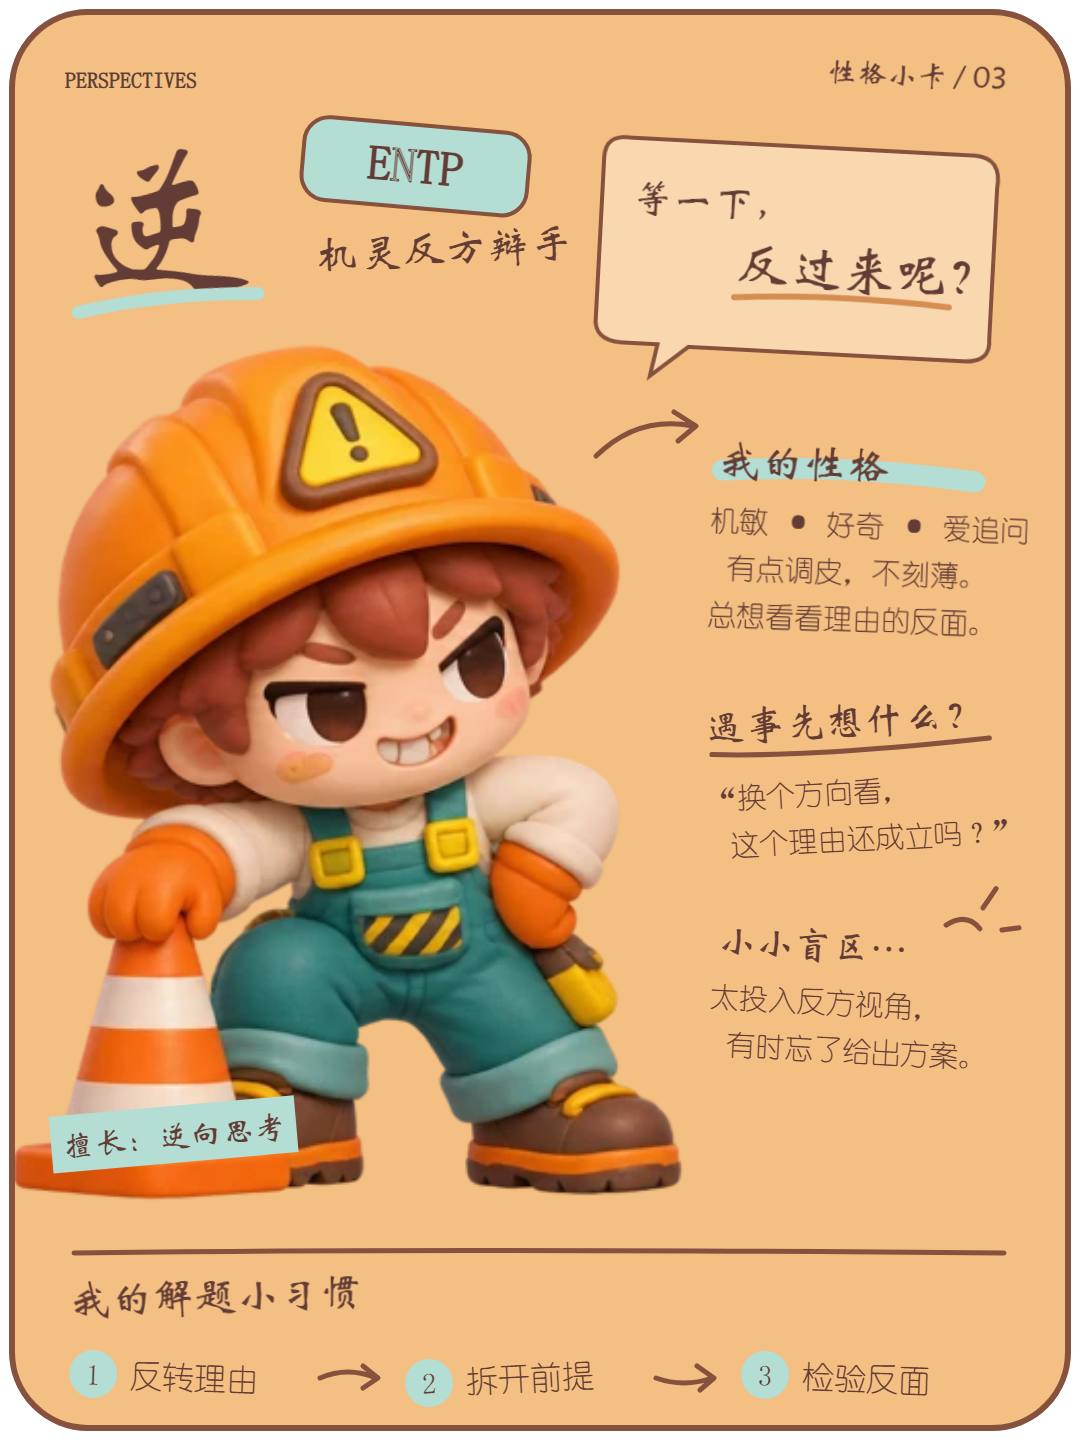 PERSPECTIVES
性格小卡 / 03
逆
ENTP
机灵反方辩手
等一下，
反过来呢？
我的性格
机敏 • 好奇 • 爱追问
有点调皮，不刻薄。
总想看看理由的反面。
遇事先想什么？
“换个方向看，
这个理由还成立吗？”
小小盲区…
太投入反方视角，
有时忘了给出方案。
擅长：逆向思考
我的解题小习惯
1 反转理由
2 拆开前提
3 检验反面